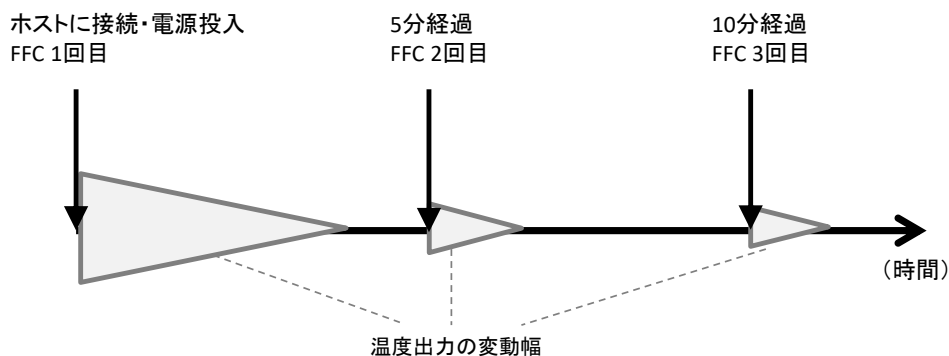 ホストに接続・電源投入
FFC 1回目
5分経過
FFC 2回目
10分経過
FFC 3回目
（時間）
温度出力の変動幅